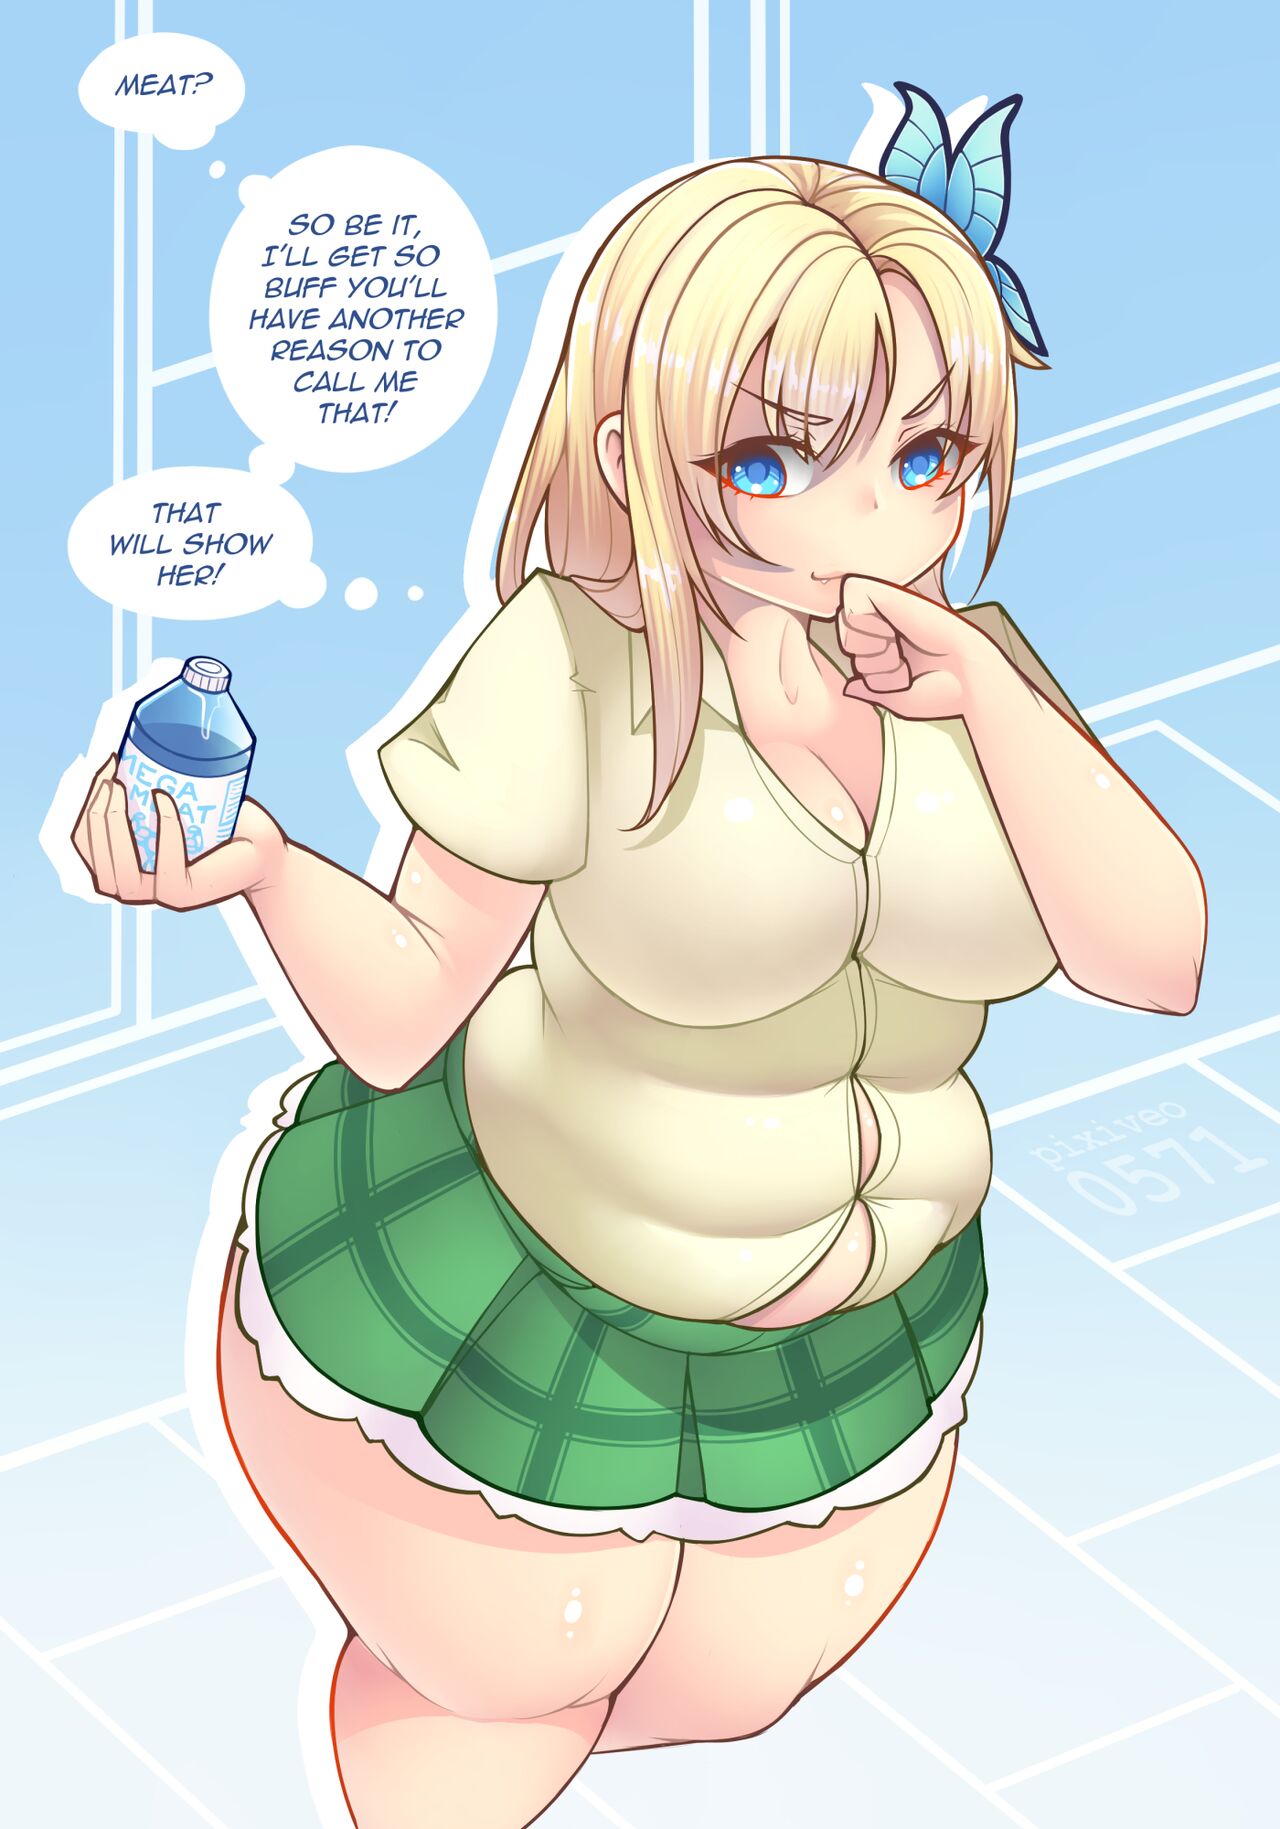 MEAT?
SO BE IT,
I'LL GET SO
BUFF YOU'LL
HAVE ANOTHER
REASON TO
CALL ME
THAT!
THAT
WILL SHOW
HER!
MEGA
MEAT
pixiveo
0571